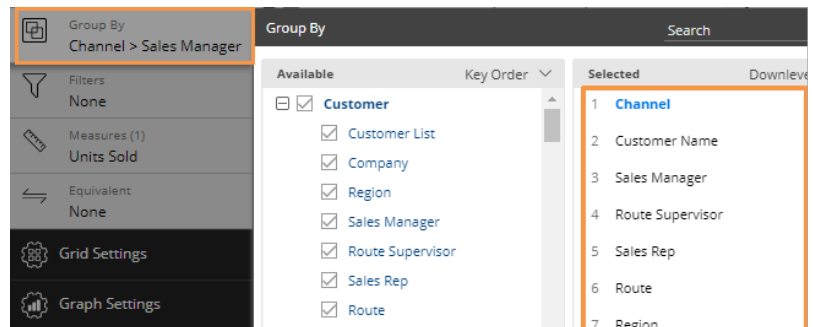 Group By
Channel > Sales Manager
Filters
None
Measures (1)
Units Sold
Equivalent
None
Grid Settings
Graph Settings
Group By
Search
Available
Key Order
Customer
Customer List
Company
Region
Sales Manager
Route Supervisor
Sales Rep
Route
Selected
Downleve
1 Channel
2 Customer Name
3 Sales Manager
4 Route Supervisor
5 Sales Rep
6 Route
7 Region